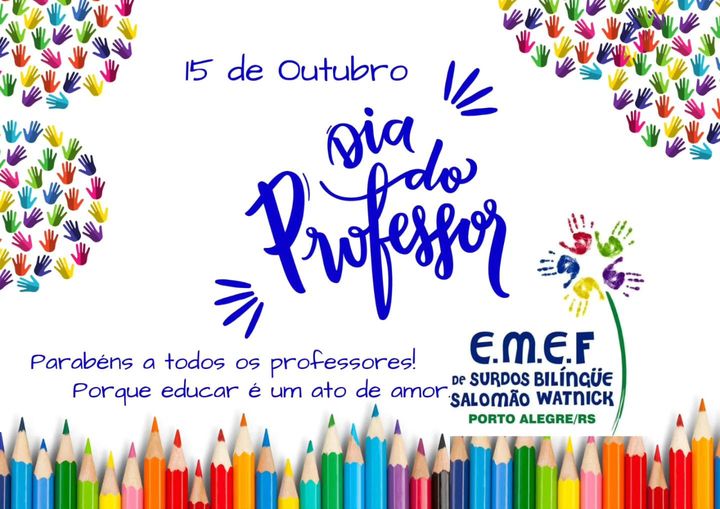 15 de Outubro
Dia
do
Professor
Parabéns a todos os professores!
Porque educar é um ato de amor.
E.M.E.F
DE SURDOS BILÍNGÜE
SALOMÃO WATNICK
PORTO ALEGRE/RS